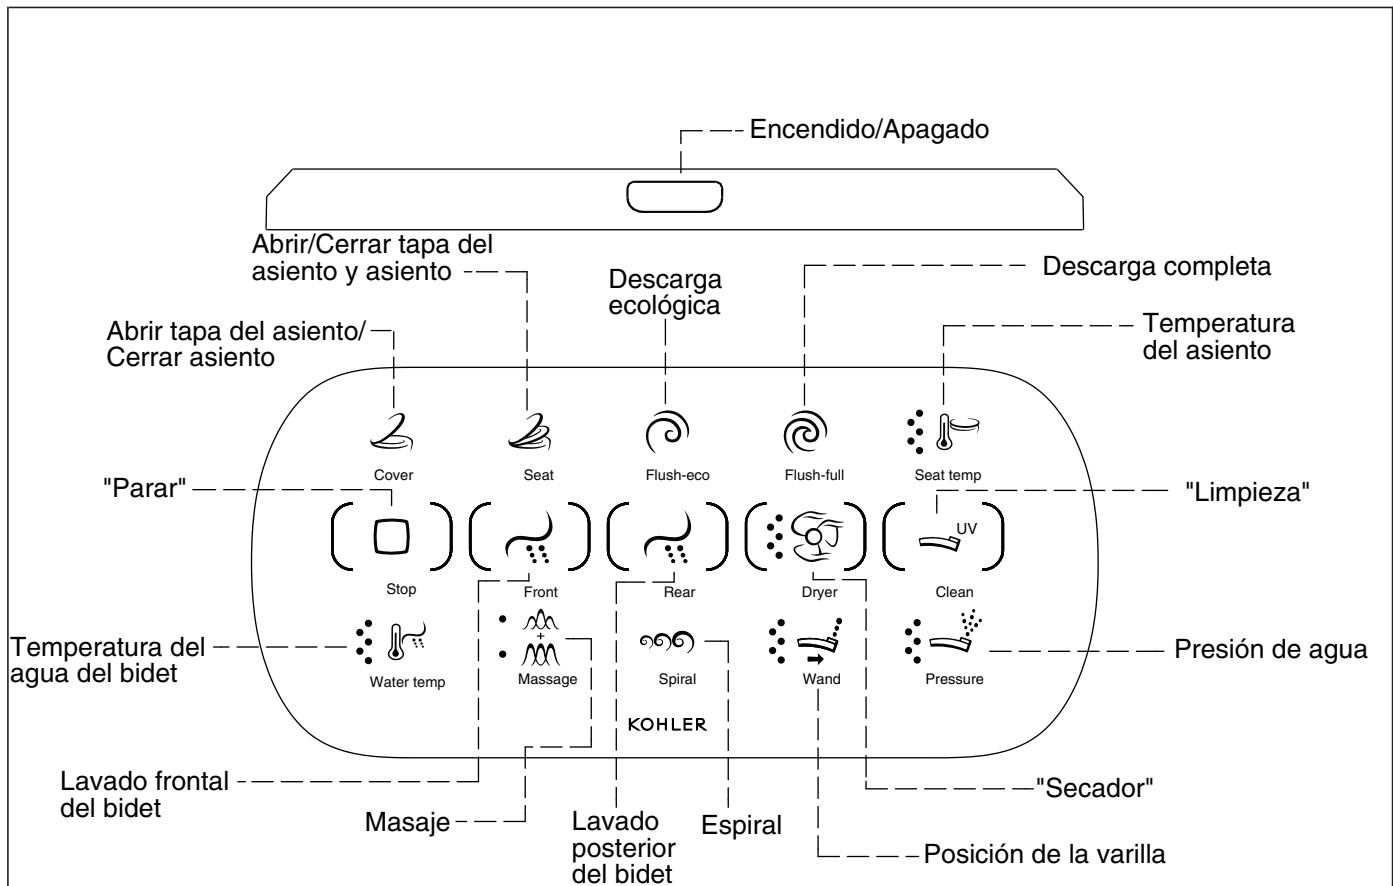 Encendido/Apagado
Abrir/Cerrar tapa del
asiento y asiento
Descarga
ecológica
Descarga completa
Abrir tapa del asiento/
Cerrar asiento
Temperatura
del asiento
Cover
Seat
Flush-eco
Flush-full
Seat temp
"Parar"
"Limpieza"
UV
Stop
Front
Rear
Dryer
Clean
Temperatura del
agua del bidet
+
Water temp
Massage
Spiral
Wand
Pressure
Presión de agua
KOHLER
Lavado frontal
del bidet
Masaje
Lavado
posterior
del bidet
Espiral
"Secador"
Posición de la varilla